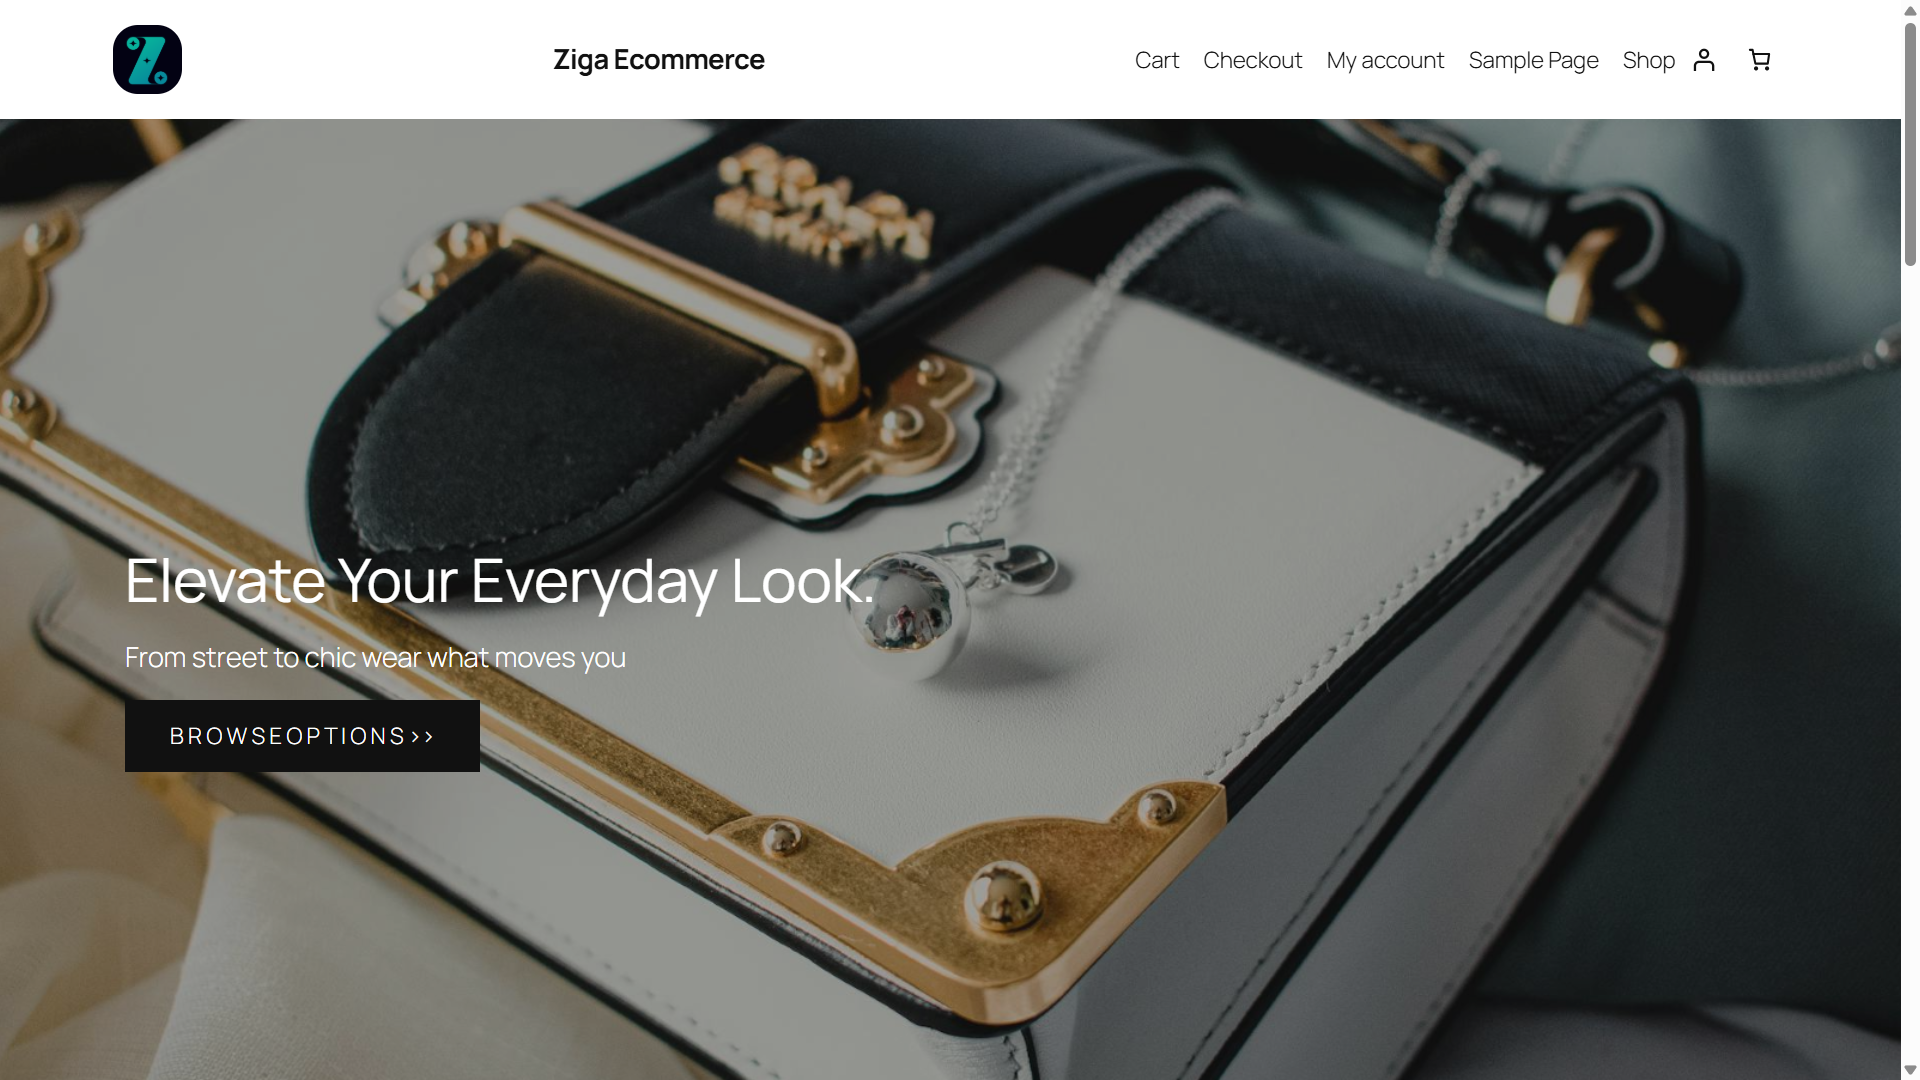 Ziga Ecommerce
Cart Checkout My account Sample Page Shop
Elevate Your Everyday Look.
From street to chic wear what moves you
BROWSEOPTIONS>>